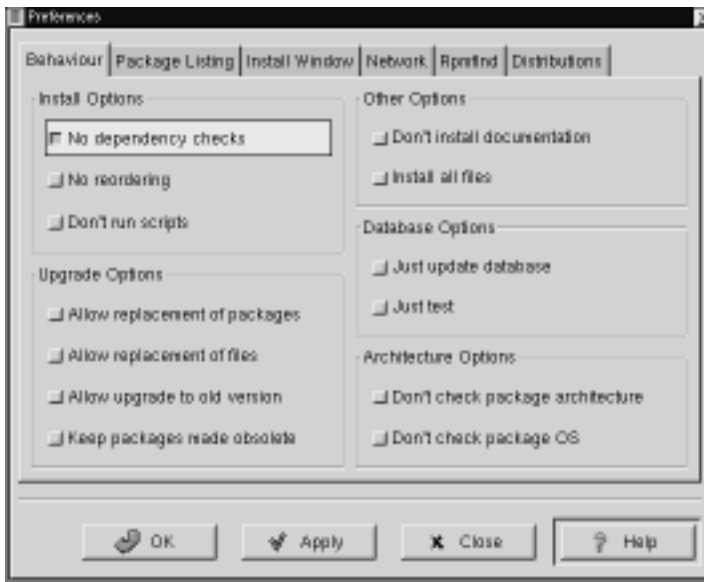 Preferences
Behaviour Package Listing Install Window Network Rpmfind Distributions
Install Options
No dependency checks
No reordering
Don't run scripts
Upgrade Options
Allow replacement of packages
Allow replacement of files
Allow upgrade to old version
Keep packages made obsolete
Other Options
Don't install documentation
Install all files
Database Options
Just update database
Just test
Architecture Options
Don't check package architecture
Don't check package OS
OK Apply Close Help